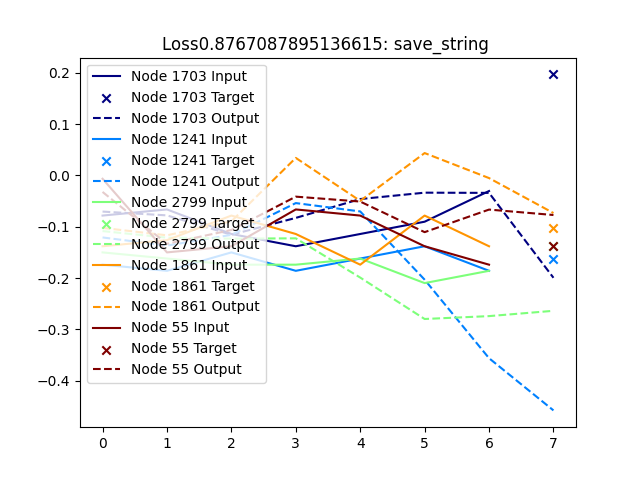 Loss0.8767087895136615: save_string
Node 1703 Input
Node 1703 Target
Node 1703 Output
Node 1241 Input
Node 1241 Target
Node 1241 Output
Node 2799 Input
Node 2799 Target
Node 2799 Output
Node 1861 Input
Node 1861 Target
Node 1861 Output
Node 55 Input
Node 55 Target
Node 55 Output
0.2
0.1
0.0
−0.1
−0.2
−0.3
−0.4
0 1 2 3 4 5 6 7